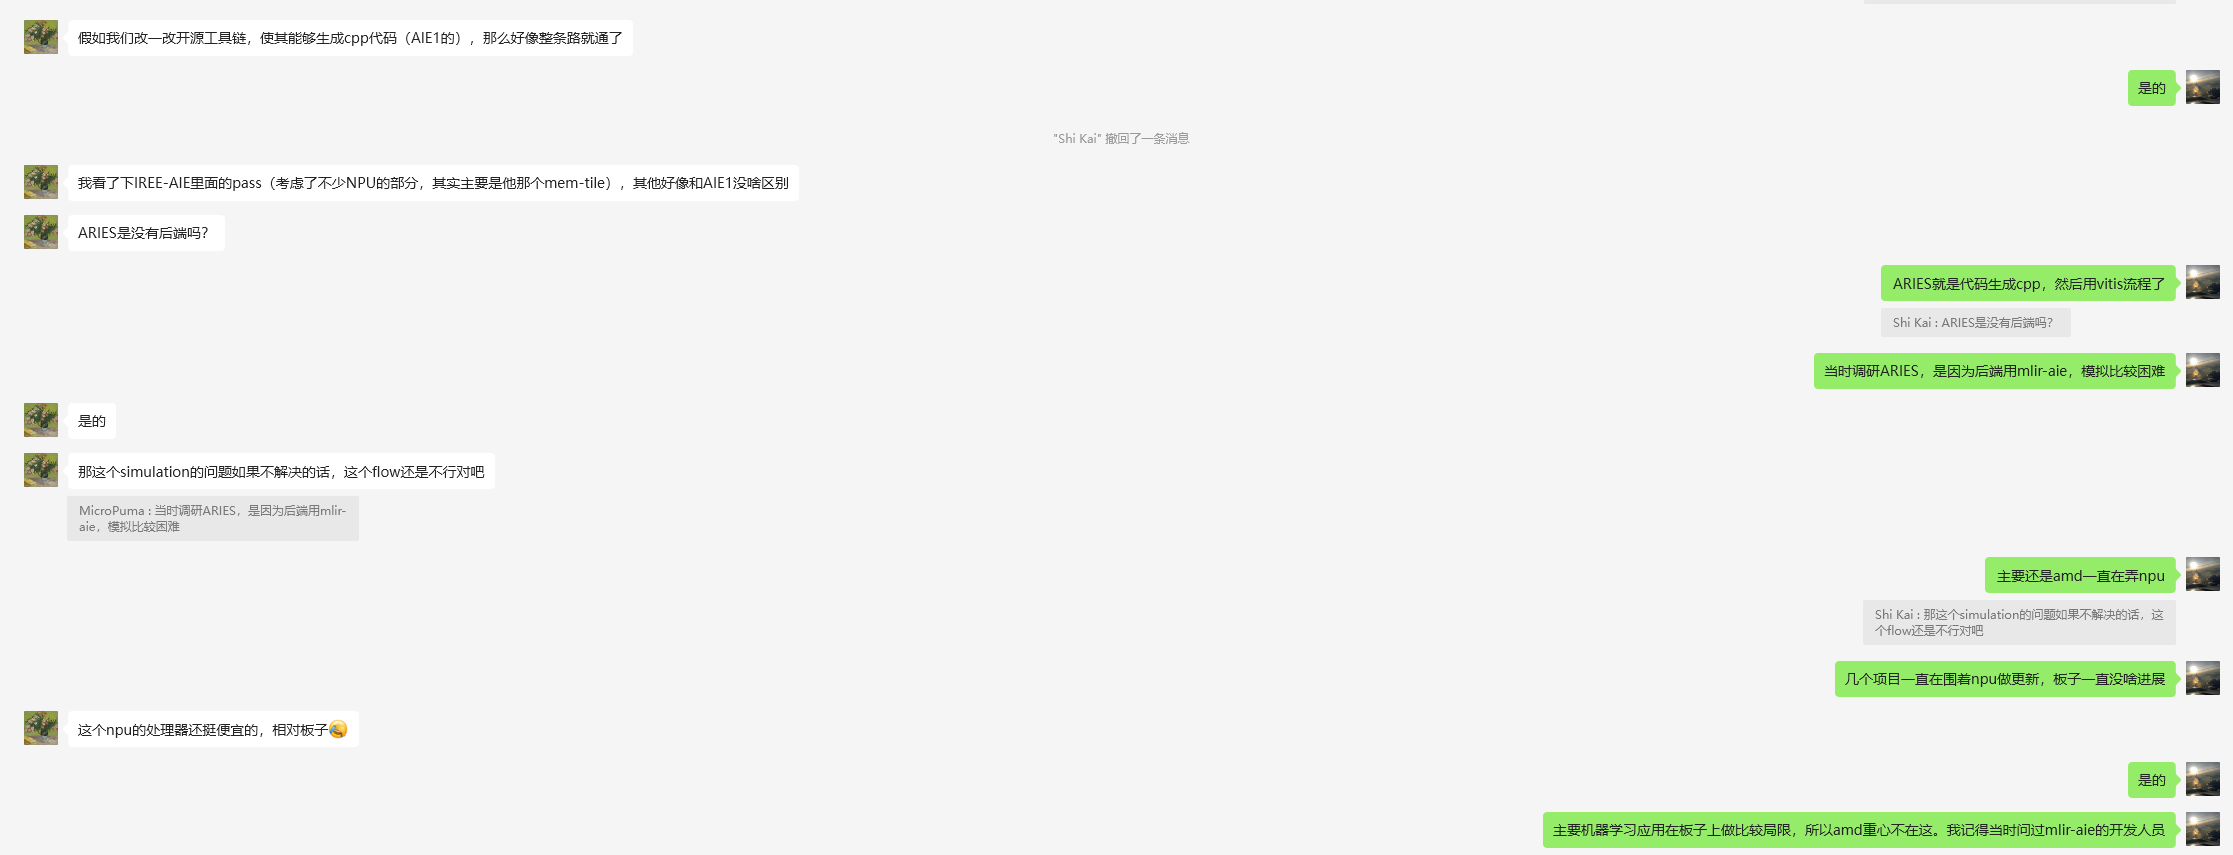 假如我们改一改开源工具链，使其能够生成cpp代码（AIE1的），那么好像整条路就通了
是的
"Shi Kai" 撤回了一条消息
我看了下IREE-AIE里面的pass（考虑了不少NPU的部分，其实主要是他那个mem-tile），其他好像和AIE1没啥区别
ARIES是没有后端吗？
ARIES就是代码生成cpp，然后用vitis流程了
Shi Kai : ARIES是没有后端吗？
当时调研ARIES，是因为后端用mlir-aie，模拟比较困难
是的
那这个simulation的问题如果不解决的话，这个flow还是不行对吧
MicroPuma : 当时调研ARIES，是因为后端用mlir-
aie，模拟比较困难
主要还是amd一直在弄npu
Shi Kai : 那这个simulation的问题如果不解决的话，这
个flow还是不行对吧
几个项目一直在围着npu做更新，板子一直没啥进展
这个npu的处理器还挺便宜的，相对板子
是的
主要机器学习应用在板子上做比较局限，所以amd重心不在这。我记得当时问过mlir-aie的开发人员